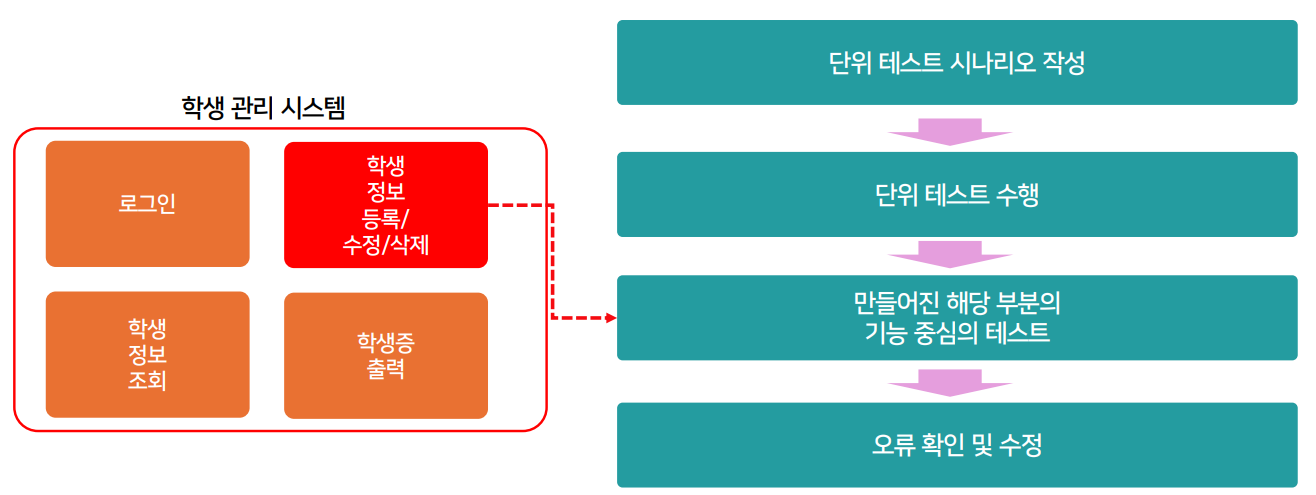 학생 관리 시스템
로그인
학생
정보
등록/
수정/삭제
학생
정보
조회
학생증
출력
단위 테스트 시나리오 작성
단위 테스트 수행
만들어진 해당 부분의
기능 중심의 테스트
오류 확인 및 수정